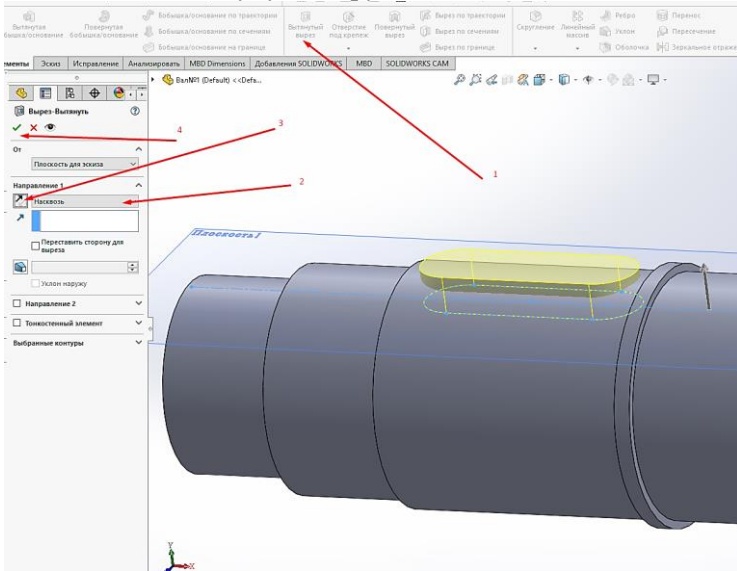 Вытянутая бобышка/основание
Повернутая бобышка/основание
Бобышка/основание по траектории
Бобышка/основание по сечениям
Бобышка/основание на границе
Вытянутый вырез
Отверстие под крепеж
Повернутый вырез
Вырез по траектории
Вырез по сечениям
Вырез по границе
Скругление
Линейный массив
Ребро
Уклон
Оболочка
Перенос
Пересечение
Зеркальное отраже
ементы Эскиз Исправление Анализировать MBD Dimensions Добавления SOLIDWORKS MBD SOLIDWORKS CAM
Вал№1 (Default) <<Defa...
Вырез-Вытянуть
4
3
1
2
От
Плоскость для эскиза
Направление 1
Насквозь
Переставить сторону для выреза
Уклон наружу
Направление 2
Тонкостенный элемент
Выбранные контуры
Плоскость1
Y
X